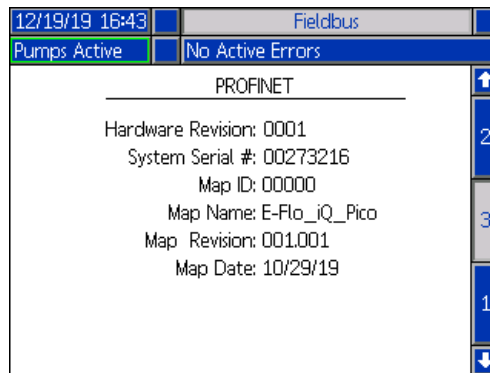 12/19/19 16:43 Fieldbus
Pumps Active No Active Errors
PROFINET
Hardware Revision: 0001
System Serial #: 00273216
Map ID: 00000
Map Name: E-Flo_iQ_Pico
Map Revision: 001.001
Map Date: 10/29/19
2
3
1